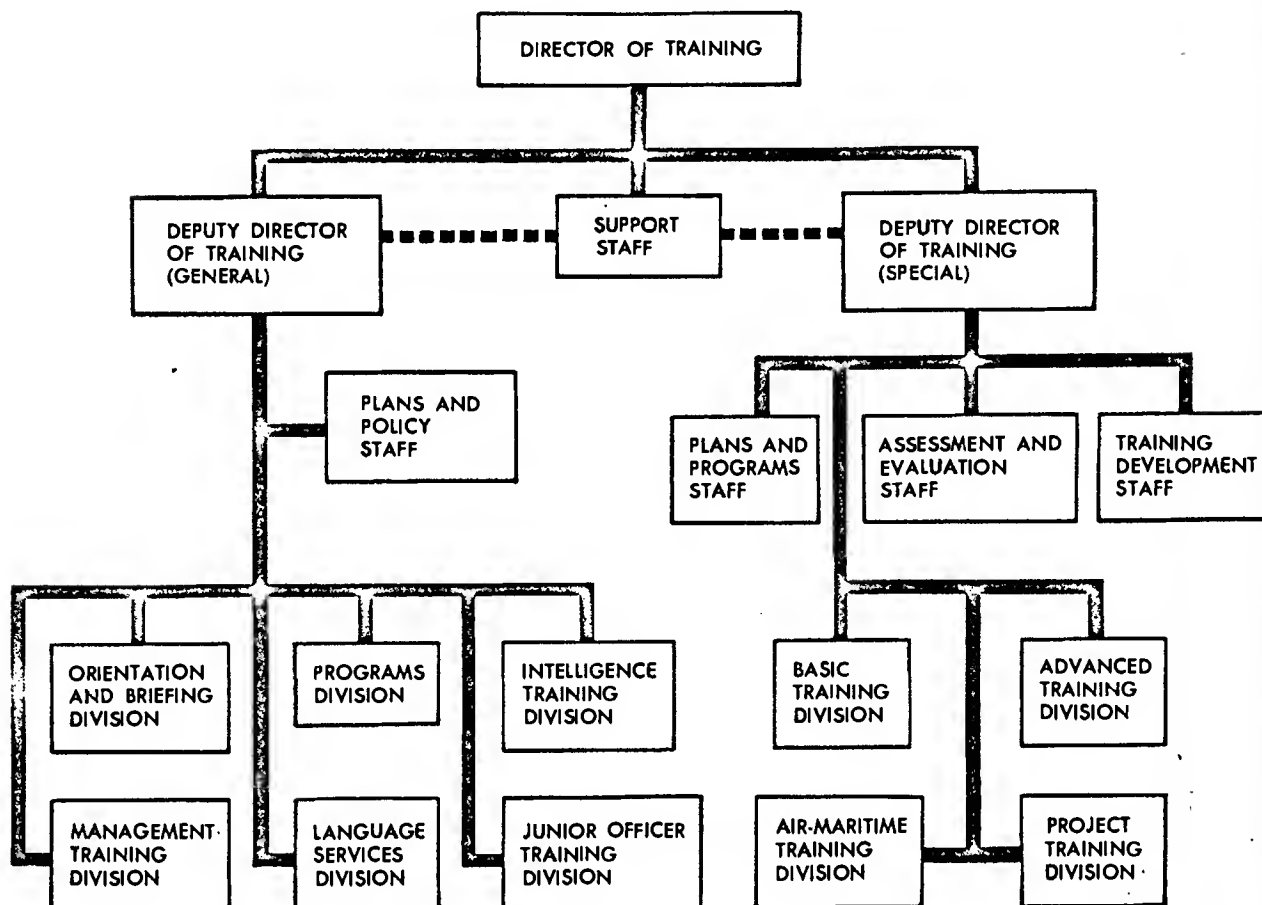 DIRECTOR OF TRAINING
DEPUTY DIRECTOR
OF TRAINING
(GENERAL)
SUPPORT
STAFF
DEPUTY DIRECTOR
OF TRAINING
(SPECIAL)
PLANS AND
POLICY
STAFF
PLANS AND
PROGRAMS
STAFF
ASSESSMENT AND
EVALUATION
STAFF
TRAINING
DEVELOPMENT
STAFF
ORIENTATION
AND BRIEFING
DIVISION
PROGRAMS
DIVISION
INTELLIGENCE
TRAINING
DIVISION
BASIC
TRAINING
DIVISION
ADVANCED
TRAINING
DIVISION
MANAGEMENT
TRAINING
DIVISION
LANGUAGE
SERVICES
DIVISION
JUNIOR OFFICER
TRAINING
DIVISION
AIR-MARITIME
TRAINING
DIVISION
PROJECT
TRAINING
DIVISION